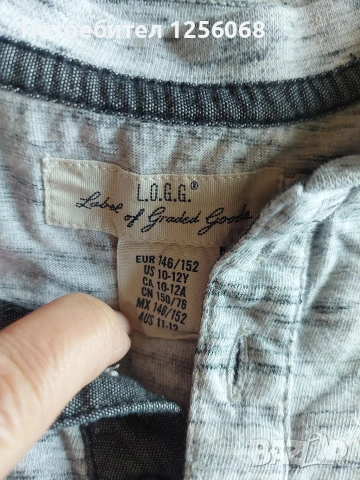 Потребител 1256068
L.O.G.G.®
Label of Graded Goods
EUR 146/152
US 10-12Y
CA 10-12A
CN 150/76
MX 146/152
AUS 11-12
BAZAR